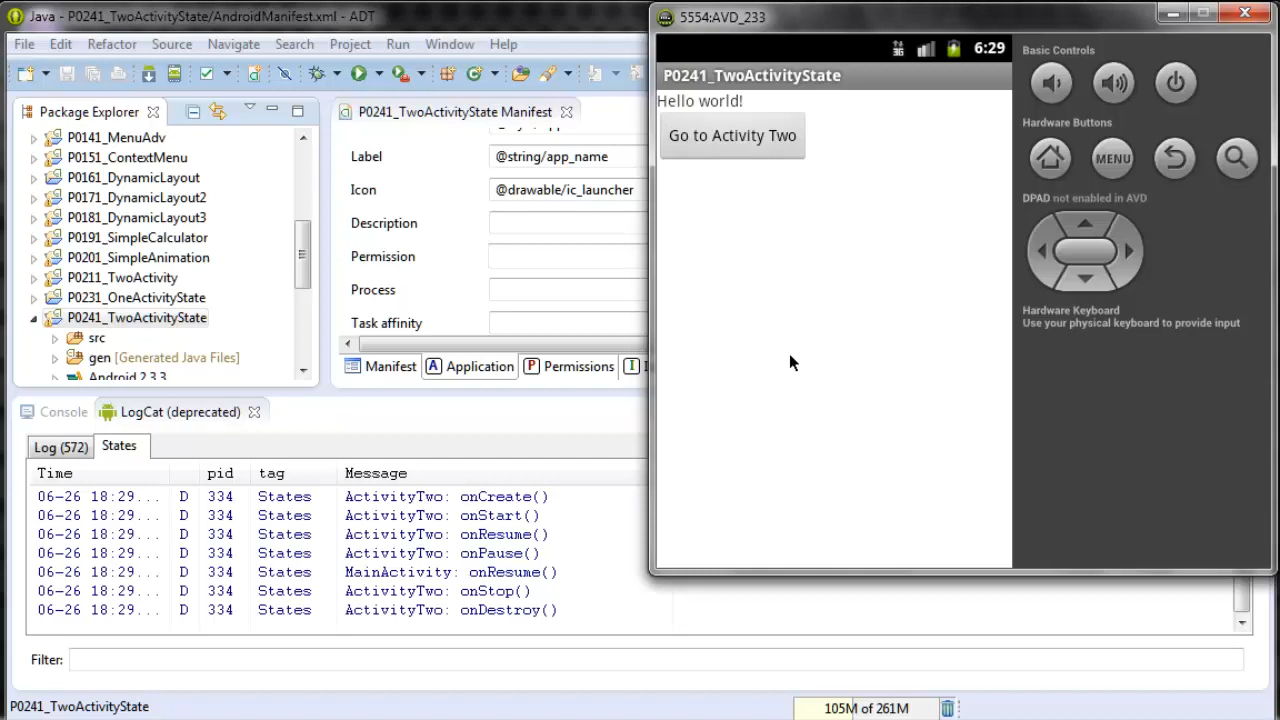 Java - P0241_TwoActivityState/AndroidManifest.xml - ADT
File Edit Refactor Source Navigate Search Project Run Window Help
Package Explorer
P0141_MenuAdv
P0151_ContextMenu
P0161_DynamicLayout
P0171_DynamicLayout2
P0181_DynamicLayout3
P0191_SimpleCalculator
P0201_SimpleAnimation
P0211_TwoActivity
P0231_OneActivityState
P0241_TwoActivityState
src
gen [Generated Java Files]
Android 2.3.3
P0241_TwoActivityState Manifest
Label @string/app_name
Icon @drawable/ic_launcher
Description
Permission
Process
Task affinity
Manifest A Application P Permissions I
5554:AVD_233
6:29
P0241_TwoActivityState
Hello world!
Go to Activity Two
Basic Controls
Hardware Buttons
MENU
DPAD not enabled in AVD
Hardware Keyboard
Use your physical keyboard to provide input
Console LogCat (deprecated)
Log (572) States
Time pid tag Message
06-26 18:29... D 334 States ActivityTwo: onCreate()
06-26 18:29... D 334 States ActivityTwo: onStart()
06-26 18:29... D 334 States ActivityTwo: onResume()
06-26 18:29... D 334 States ActivityTwo: onPause()
06-26 18:29... D 334 States MainActivity: onResume()
06-26 18:29... D 334 States ActivityTwo: onStop()
06-26 18:29... D 334 States ActivityTwo: onDestroy()
Filter:
P0241_TwoActivityState
105M of 261M